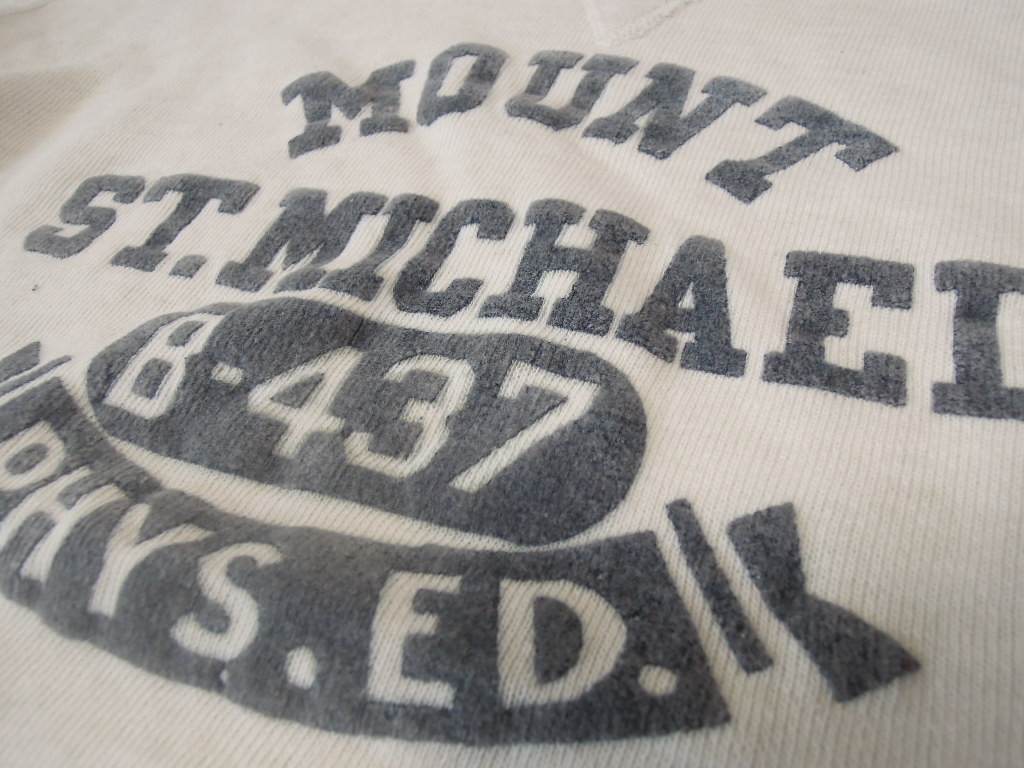 MOUNT
ST. MICHAEL
B-437
PHYS. ED.